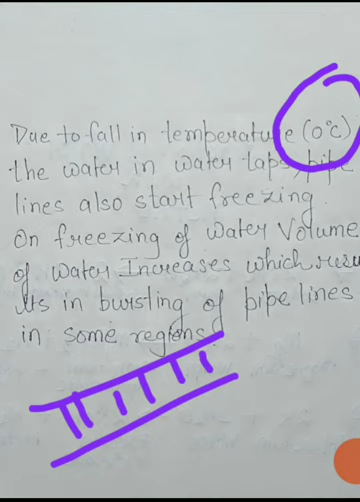 Due to fall in temperature (0°C)
the water in water taps, pipe
lines also start freezing.
On freezing of water Volume
of water Increases which resu
lts in bursting of pipe lines
in some regions.